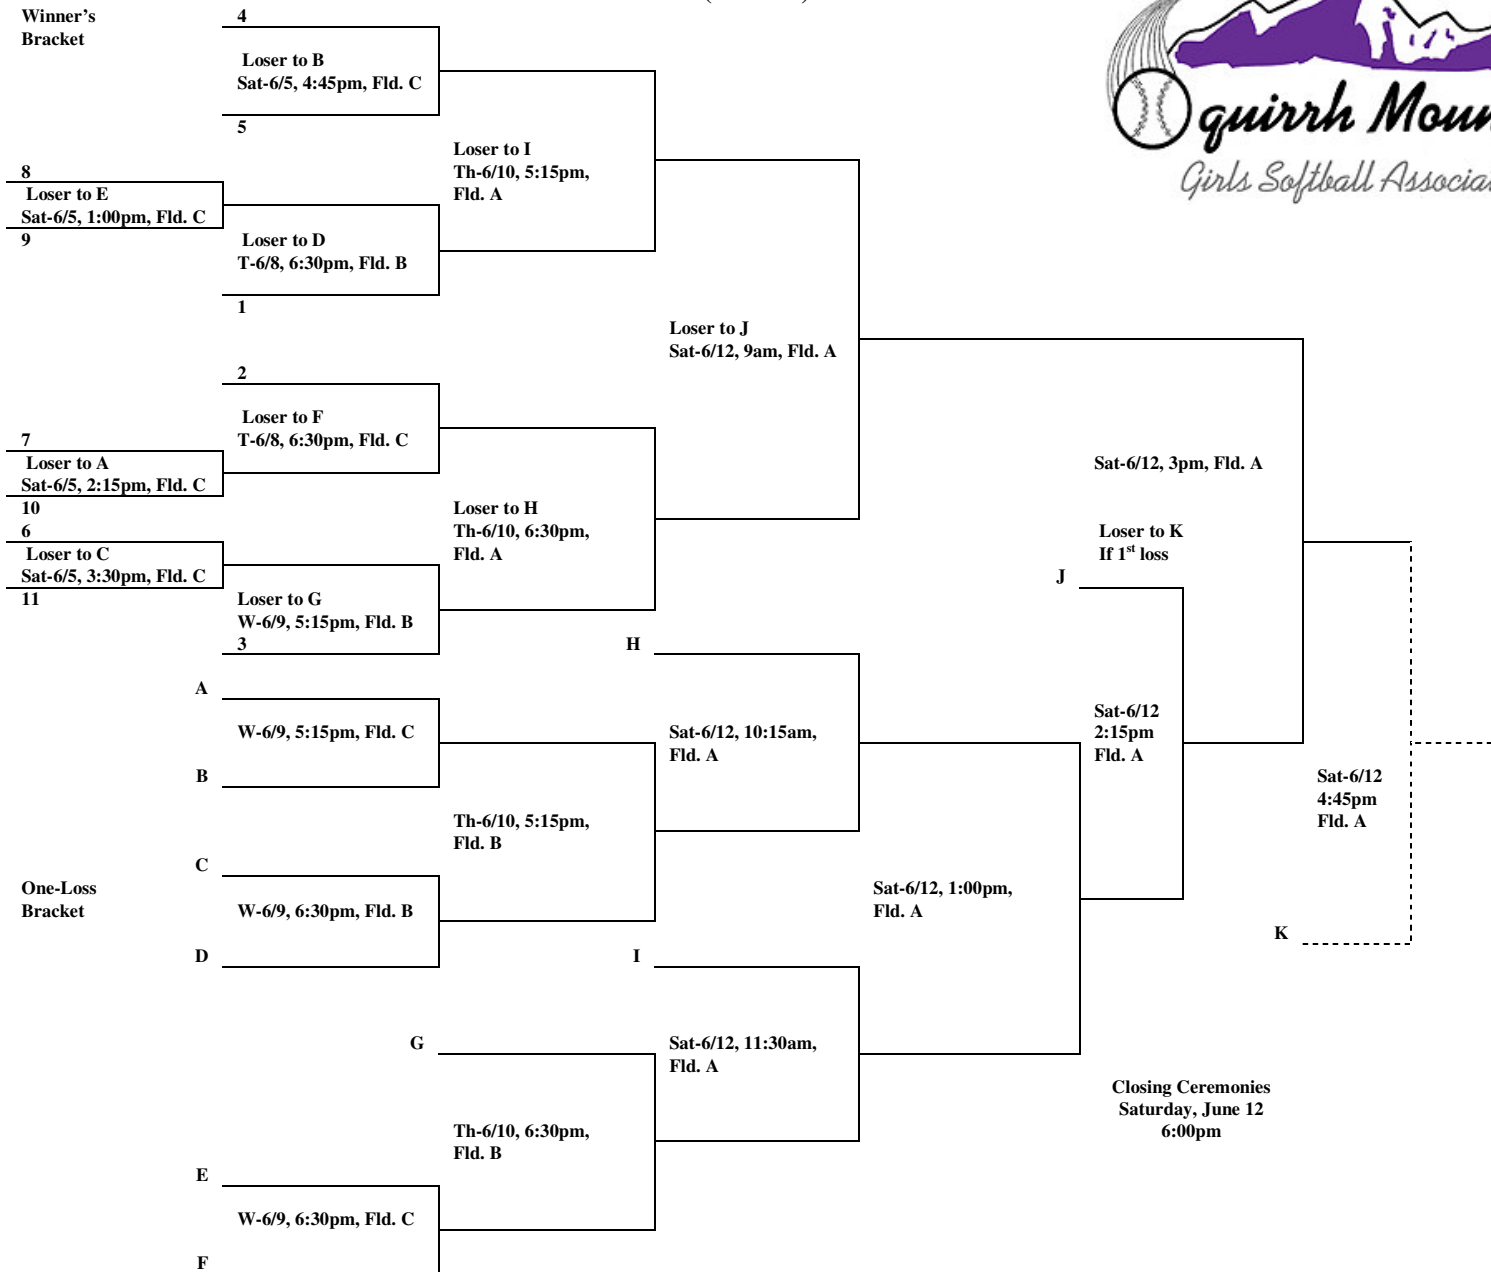 Winner's
Bracket
4
Loser to B
Sat-6/5, 4:45pm, Fld. C
5
8
Loser to E
Sat-6/5, 1:00pm, Fld. C
9
Loser to I
Th-6/10, 5:15pm,
Fld. A
Loser to D
T-6/8, 6:30pm, Fld. B
1
Loser to J
Sat-6/12, 9am, Fld. A
2
Loser to F
T-6/8, 6:30pm, Fld. C
7
Loser to A
Sat-6/5, 2:15pm, Fld. C
10
6
Loser to C
Sat-6/5, 3:30pm, Fld. C
11
Loser to H
Th-6/10, 6:30pm,
Fld. A
Loser to G
W-6/9, 5:15pm, Fld. B
3
Sat-6/12, 3pm, Fld. A
Loser to K
If 1st loss
J
H
A
W-6/9, 5:15pm, Fld. C
B
Sat-6/12, 10:15am,
Fld. A
Sat-6/12
2:15pm
Fld. A
Sat-6/12
4:45pm
Fld. A
Th-6/10, 5:15pm,
Fld. B
C
One-Loss
Bracket
W-6/9, 6:30pm, Fld. B
D
Sat-6/12, 1:00pm,
Fld. A
K
I
G
Sat-6/12, 11:30am,
Fld. A
Th-6/10, 6:30pm,
Fld. B
E
W-6/9, 6:30pm, Fld. C
F
Closing Ceremonies
Saturday, June 12
6:00pm
quirrh Moun
Girls Softball Associa